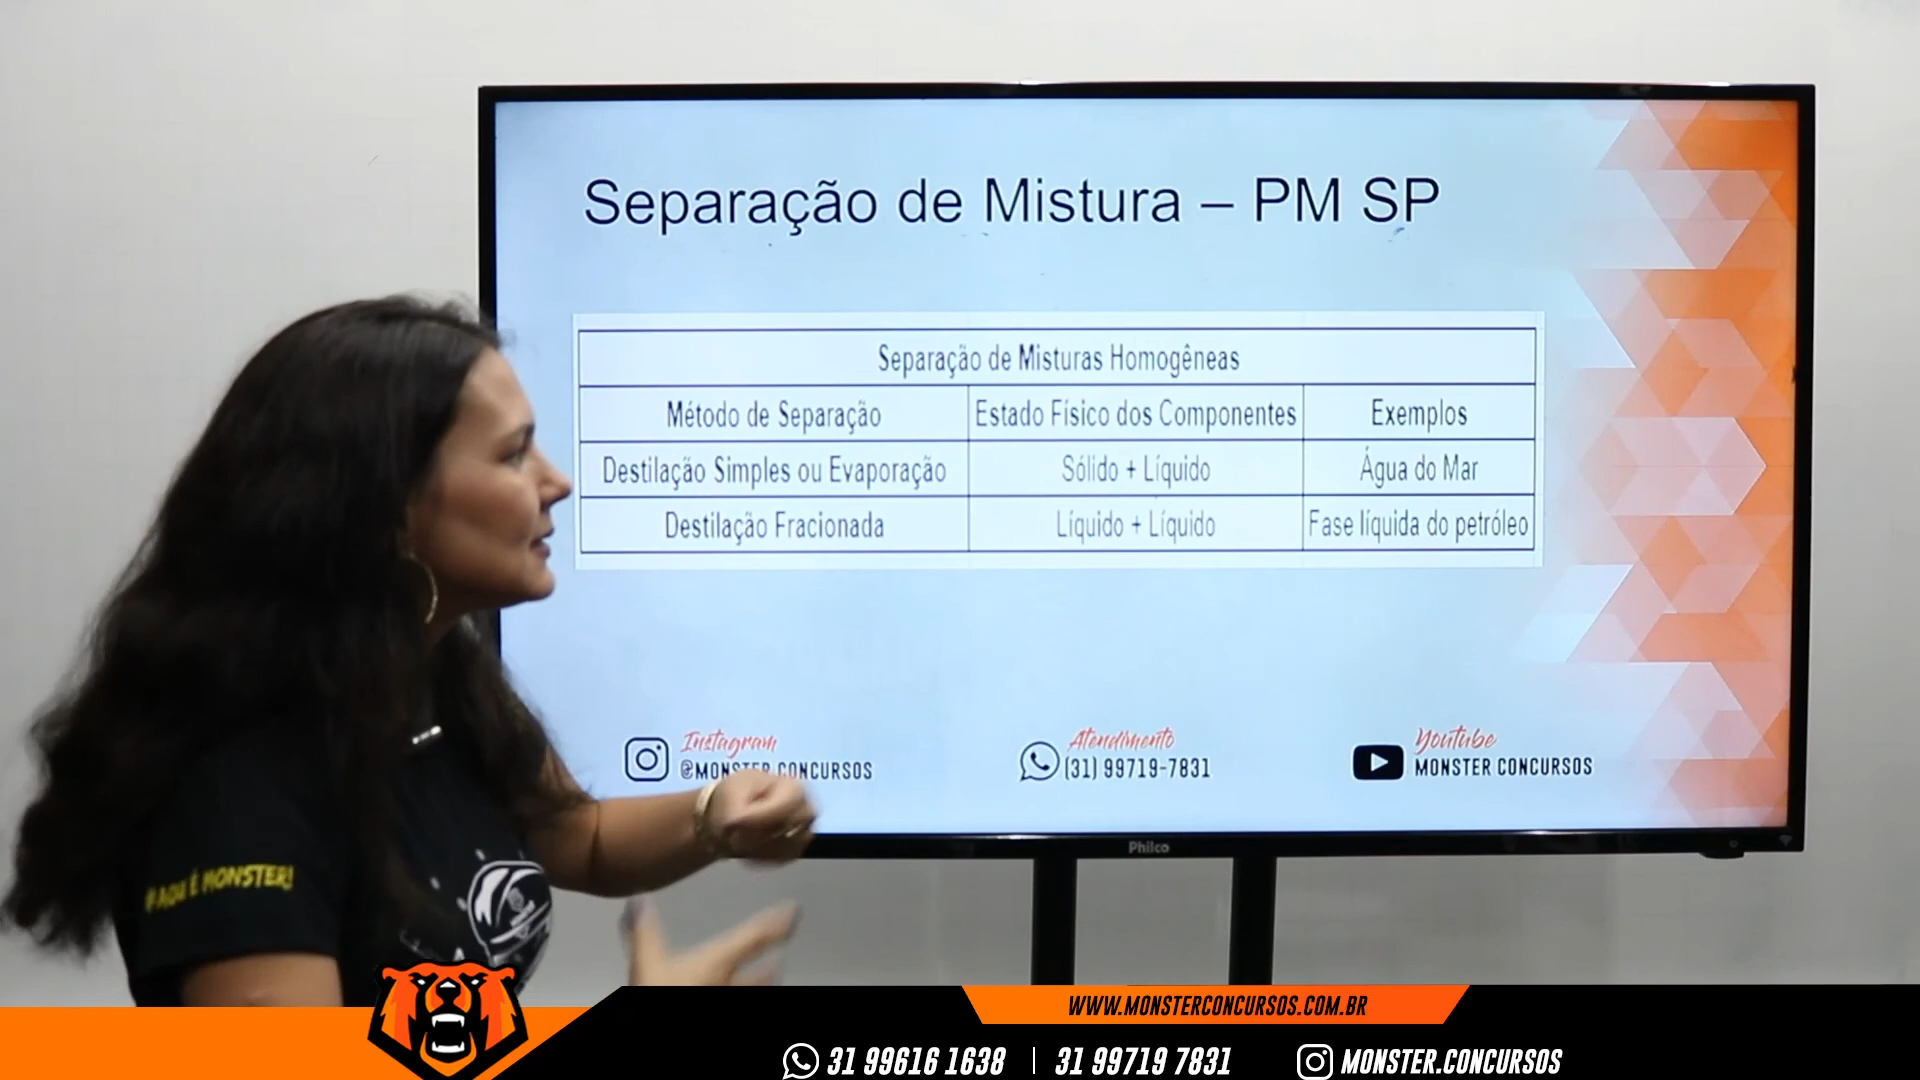 Separação de Mistura – PM SP
Separação de Misturas Homogêneas
Método de Separação Estado Físico dos Componentes Exemplos
Destilação Simples ou Evaporação Sólido + Líquido Água do Mar
Destilação Fracionada Líquido + Líquido Fase líquida do petróleo
Instagram
@MONSTER.CONCURSOS
Atendimento
(31) 99719-7831
Youtube
MONSTER CONCURSOS
Philco
#AQUI É MONSTER!
WWW.MONSTERCONCURSOS.COM.BR
31 99616 1638 | 31 99719 7831 MONSTER.CONCURSOS